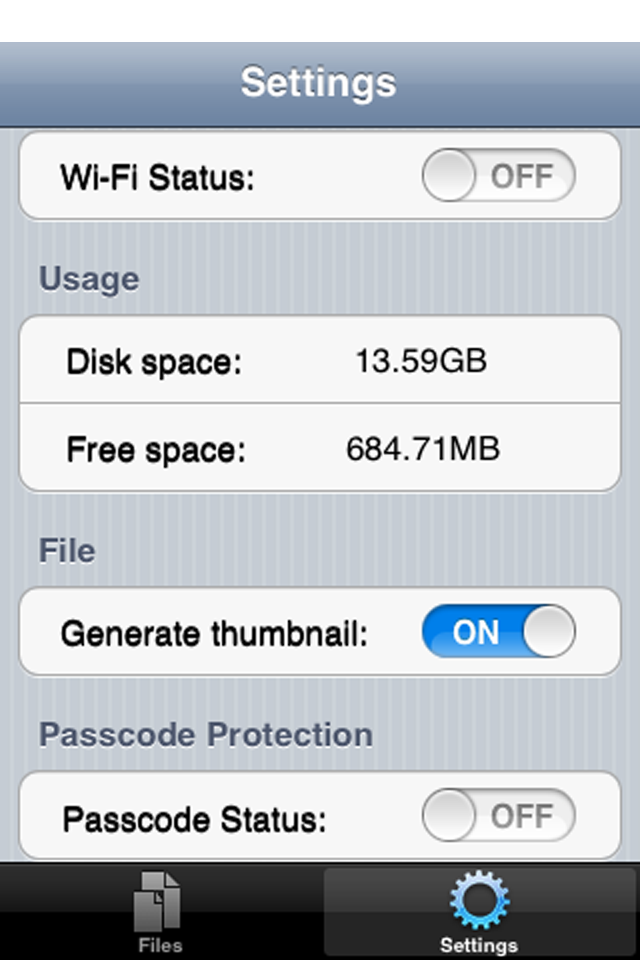 Settings
Wi-Fi Status: OFF
Usage
Disk space: 13.59GB
Free space: 684.71MB
File
Generate thumbnail: ON
Passcode Protection
Passcode Status: OFF
Files Settings